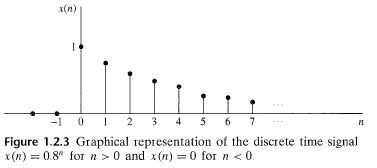 x(n)
1
-1 0 1 2 3 4 5 6 7 ... n
Figure 1.2.3 Graphical representation of the discrete time signal
x(n) = 0.8ⁿ for n > 0 and x(n) = 0 for n < 0.